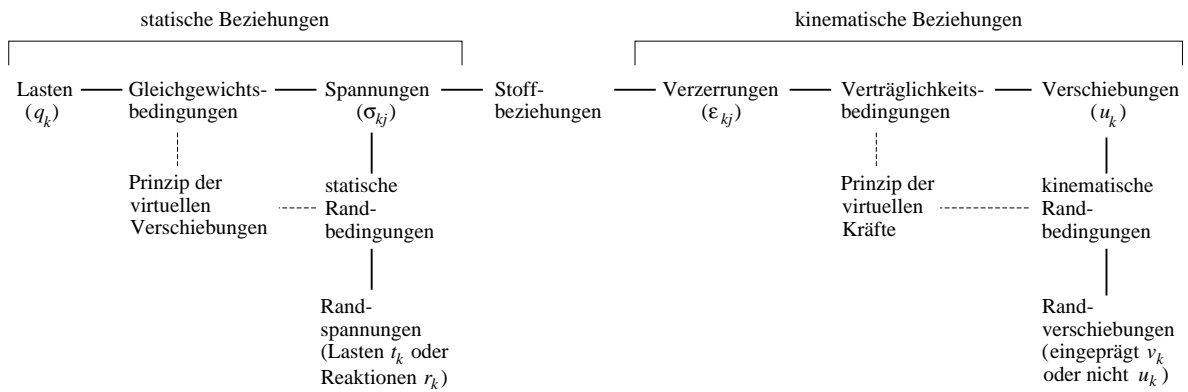 statische Beziehungen
kinematische Beziehungen
Lasten
(q_k)
Gleichgewichts-
bedingungen
Spannungen
(σ_kj)
Stoff-
beziehungen
Verzerrungen
(ε_kj)
Verträglichkeits-
bedingungen
Verschiebungen
(u_k)
Prinzip der
virtuellen
Verschiebungen
statische
Rand-
bedingungen
Prinzip der
virtuellen
Kräfte
kinematische
Rand-
bedingungen
Rand-
spannungen
(Lasten t_k oder
Reaktionen r_k)
Rand-
verschiebungen
(eingeprägt v_k
oder nicht u_k)